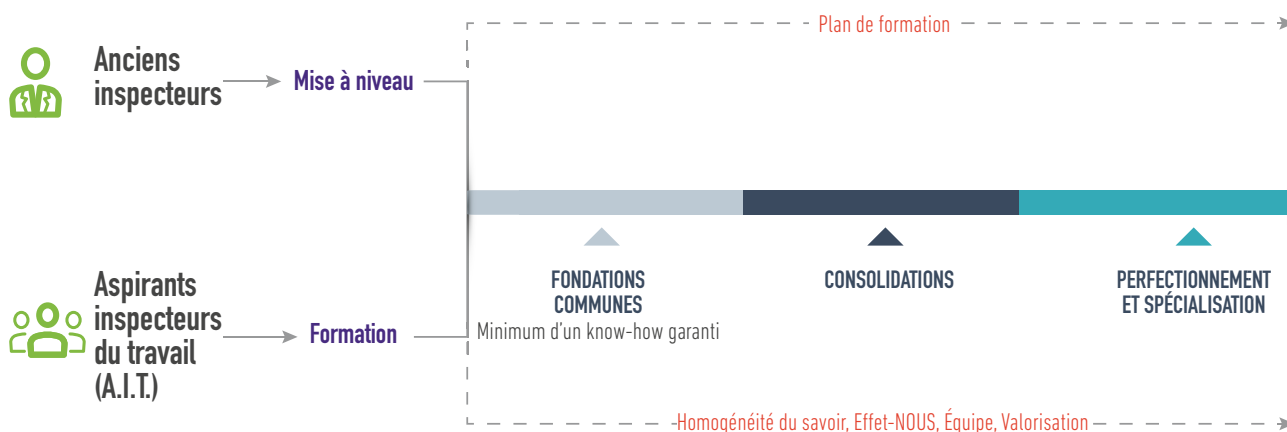 Plan de formation
Anciens
inspecteurs
Mise à niveau
FONDATIONS
COMMUNES
Minimum d'un know-how garanti
CONSOLIDATIONS
PERFECTIONNEMENT
ET SPÉCIALISATION
Aspirants
inspecteurs
du travail
(A.I.T.)
Formation
Homogénéité du savoir, Effet-NOUS, Équipe, Valorisation